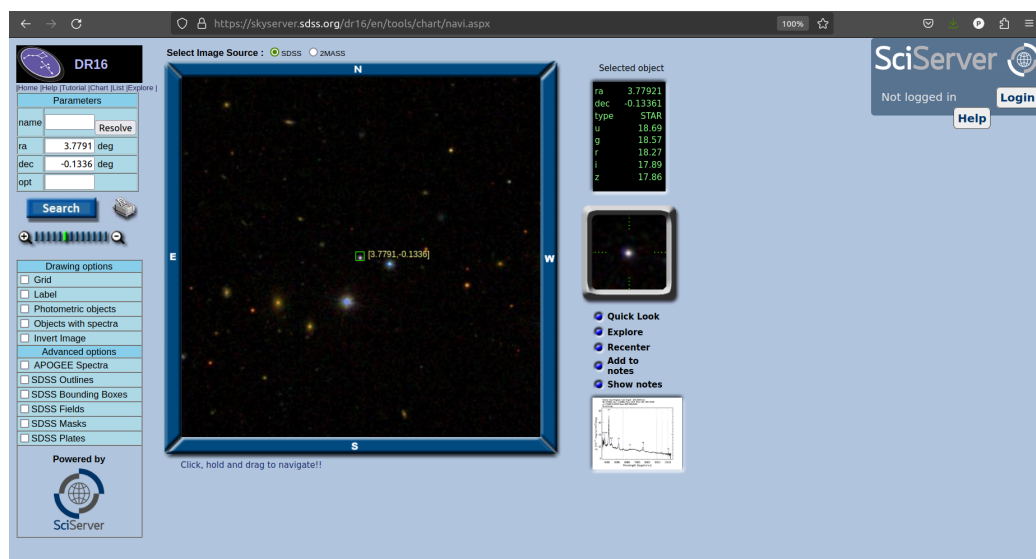 https://skyserver.sdss.org/dr16/en/tools/chart/navi.aspx
100%
DR16
|Home |Help |Tutorial |Chart |List |Explore |
Parameters
name
Resolve
ra 3.7791 deg
dec -0.1336 deg
opt
Search
Drawing options
Grid
Label
Photometric objects
Objects with spectra
Invert Image
Advanced options
APOGEE Spectra
SDSS Outlines
SDSS Bounding Boxes
SDSS Fields
SDSS Masks
SDSS Plates
Powered by
SciServer
Select Image Source : SDSS 2MASS
N
E
[3.7791,-0.1336]
W
S
Click, hold and drag to navigate!!
Selected object
ra 3.77921
dec -0.13361
type STAR
u 18.69
g 18.57
r 18.27
i 17.89
z 17.86
Quick Look
Explore
Recenter
Add to
notes
Show notes
SciServer
Not logged in
Login
Help